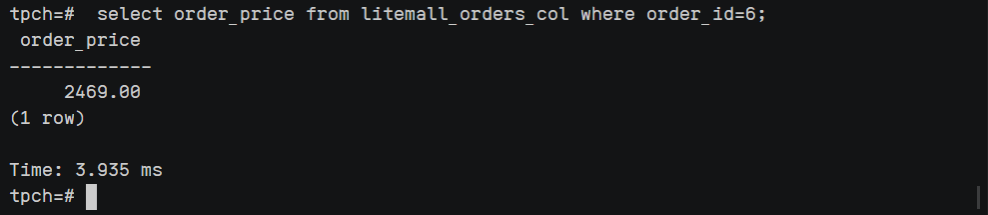 tpch=#  select order_price from litemall_orders_col where order_id=6;
 order_price
-------------
     2469.00
(1 row)

Time: 3.935 ms
tpch=#